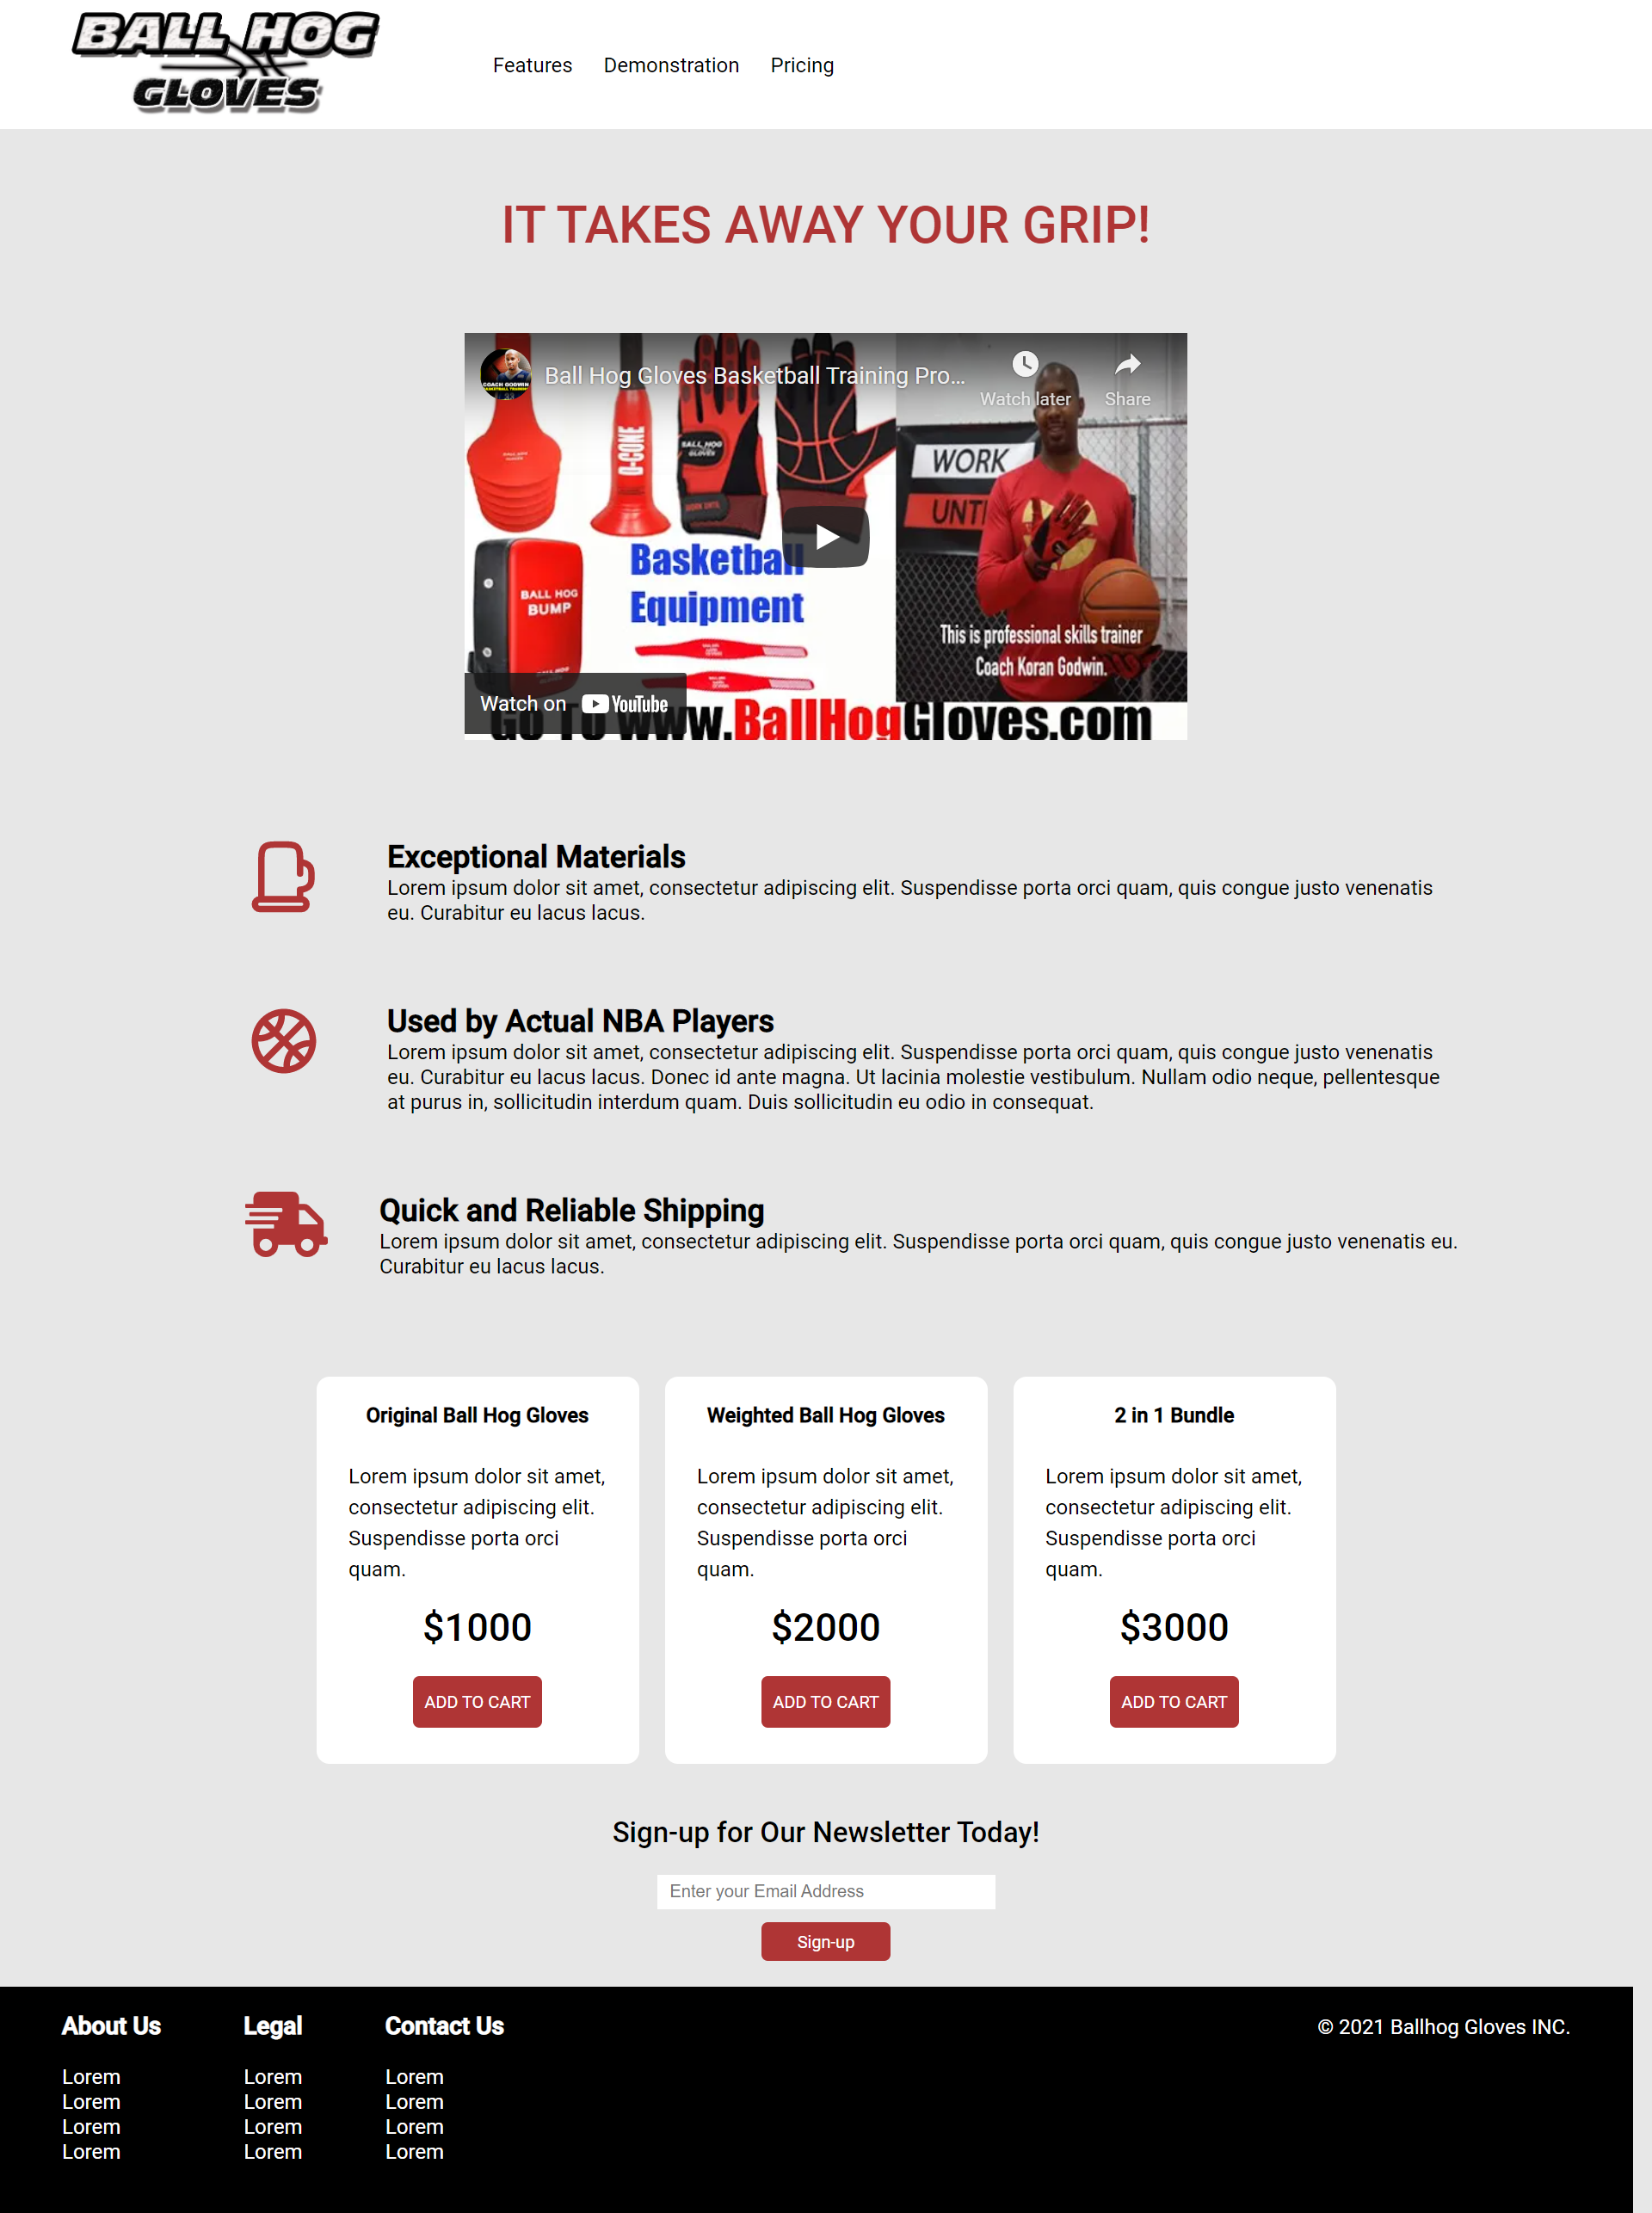 BALL HOG
GLOVES
Features Demonstration Pricing
IT TAKES AWAY YOUR GRIP!
Ball Hog Gloves Basketball Training Pro...
Watch later Share
COACH GODWIN
BASKETBALL TRAINING
33
D-CONE
BALL HOG
GLOVES
WORK
UNTI
Basketball
Equipment
BALL HOG
BUMP
This is professional skills trainer
Coach Koran Godwin.
Watch on YouTube
Go To www.BallHogGloves.com
Exceptional Materials
Lorem ipsum dolor sit amet, consectetur adipiscing elit. Suspendisse porta orci quam, quis congue justo venenatis
eu. Curabitur eu lacus lacus.
Used by Actual NBA Players
Lorem ipsum dolor sit amet, consectetur adipiscing elit. Suspendisse porta orci quam, quis congue justo venenatis
eu. Curabitur eu lacus lacus. Donec id ante magna. Ut lacinia molestie vestibulum. Nullam odio neque, pellentesque
at purus in, sollicitudin interdum quam. Duis sollicitudin eu odio in consequat.
Quick and Reliable Shipping
Lorem ipsum dolor sit amet, consectetur adipiscing elit. Suspendisse porta orci quam, quis congue justo venenatis eu.
Curabitur eu lacus lacus.
Original Ball Hog Gloves
Lorem ipsum dolor sit amet,
consectetur adipiscing elit.
Suspendisse porta orci
quam.
$1000
ADD TO CART
Weighted Ball Hog Gloves
Lorem ipsum dolor sit amet,
consectetur adipiscing elit.
Suspendisse porta orci
quam.
$2000
ADD TO CART
2 in 1 Bundle
Lorem ipsum dolor sit amet,
consectetur adipiscing elit.
Suspendisse porta orci
quam.
$3000
ADD TO CART
Sign-up for Our Newsletter Today!
Enter your Email Address
Sign-up
About Us
Lorem
Lorem
Lorem
Lorem
Legal
Lorem
Lorem
Lorem
Lorem
Contact Us
Lorem
Lorem
Lorem
Lorem
© 2021 Ballhog Gloves INC.